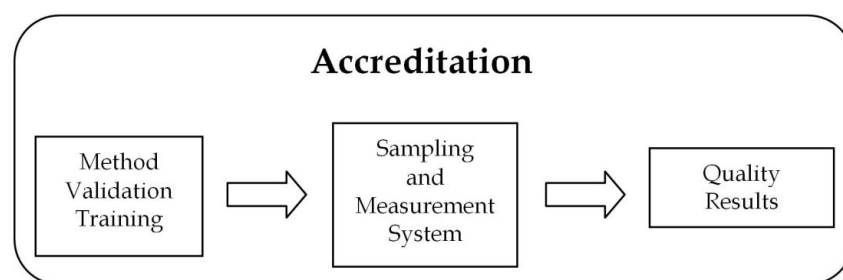 Accreditation
Method
Validation
Training
Sampling
and
Measurement
System
Quality
Results